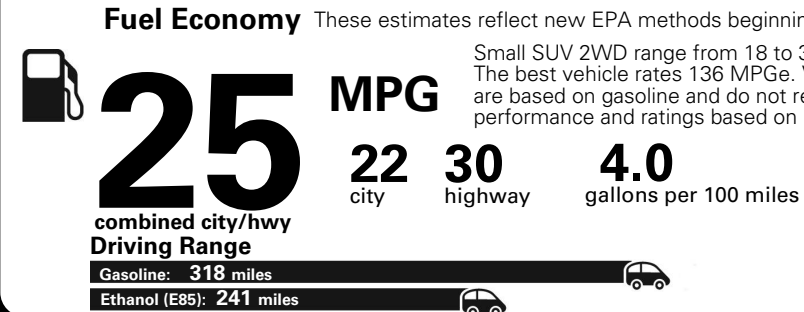 Fuel Economy These estimates reflect new EPA methods
Small SUV 2WD range from 18 to
The best vehicle rates 136 MPGe.
are based on gasoline and do not
performance and ratings based on
25 MPG
22 30 4.0
city highway gallons per 100 miles
combined city/hwy
Driving Range
Gasoline: 318 miles
Ethanol (E85): 241 miles